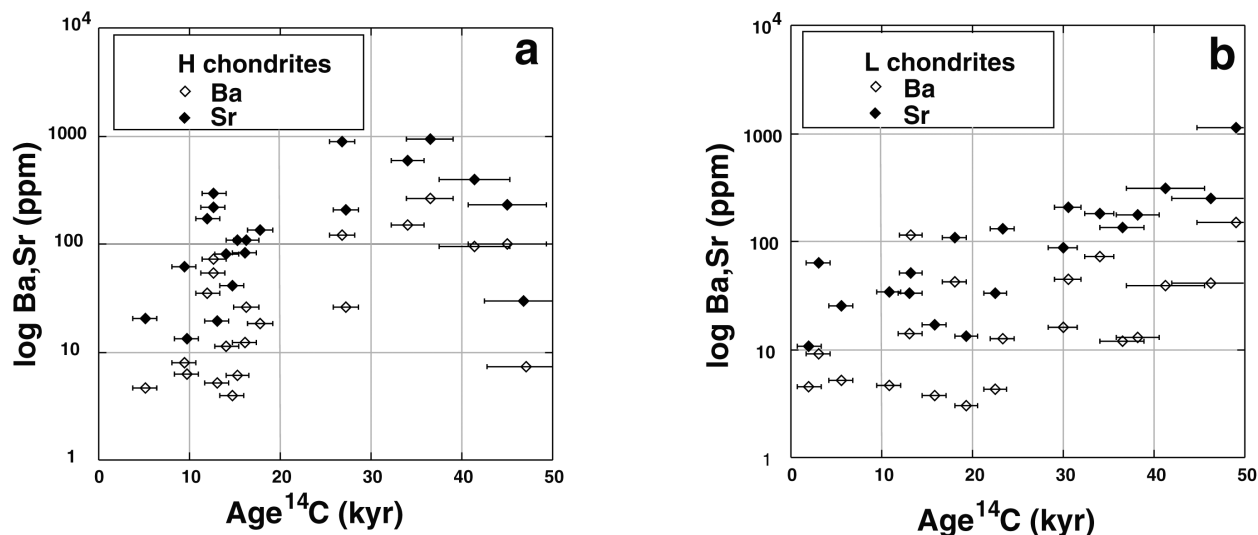 a
H chondrites
Ba
Sr
log Ba,Sr (ppm)
10⁴
1000
100
10
1
0 10 20 30 40 50
Age¹⁴C (kyr)
b
L chondrites
Ba
Sr
log Ba,Sr (ppm)
10⁴
1000
100
10
1
0 10 20 30 40 50
Age¹⁴C (kyr)